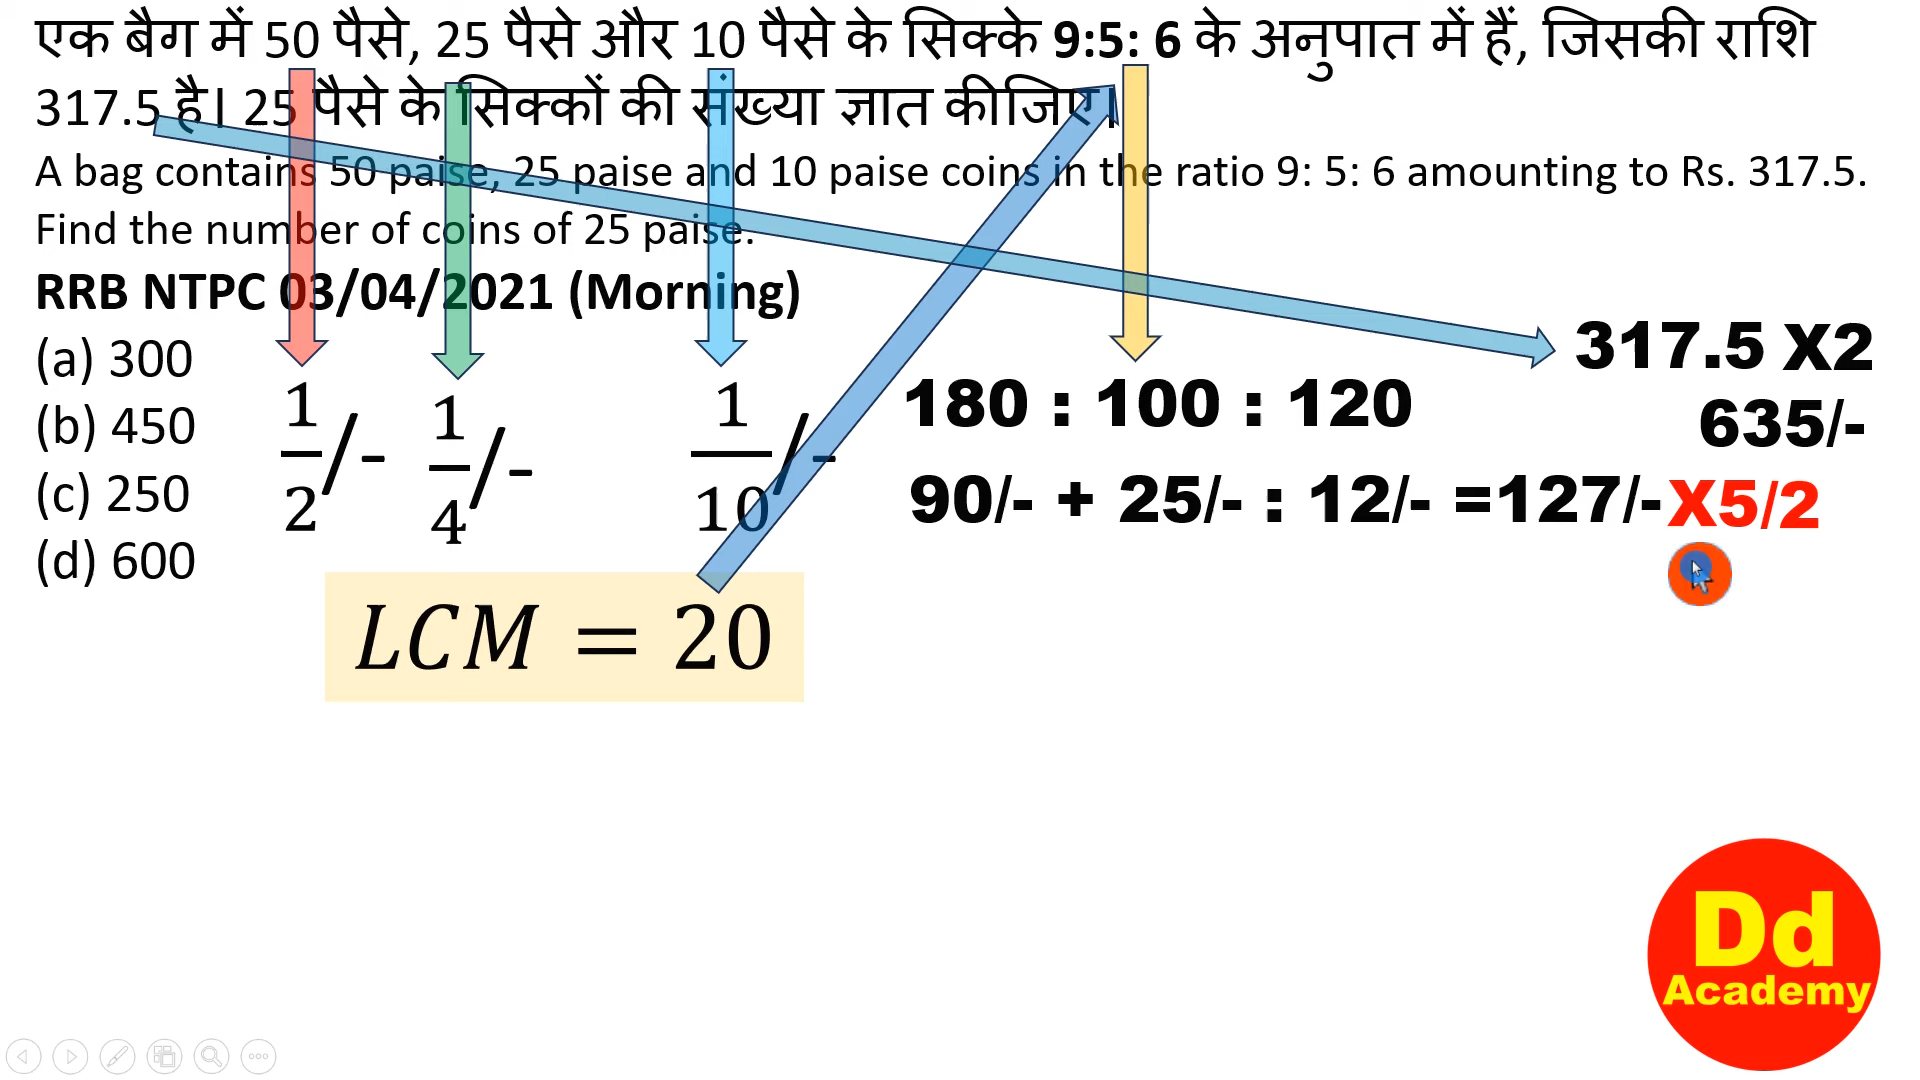 एक बैग में 50 पैसे, 25 पैसे और 10 पैसे के सिक्के 9:5: 6 के अनुपात में हैं, जिसकी राशि
317.5 है। 25 पैसे के सिक्कों की संख्या ज्ञात कीजिए।
A bag contains 50 paise, 25 paise and 10 paise coins in the ratio 9: 5: 6 amounting to Rs. 317.5.
Find the number of coins of 25 paise.
RRB NTPC 03/04/2021 (Morning)
(a) 300
(b) 450
(c) 250
(d) 600
1/2 /- 1/4 /- 1/10 /-
LCM = 20
180 : 100 : 120
90/- + 25/- : 12/- =127/- X5/2
317.5 X2
635/-
Dd
Academy